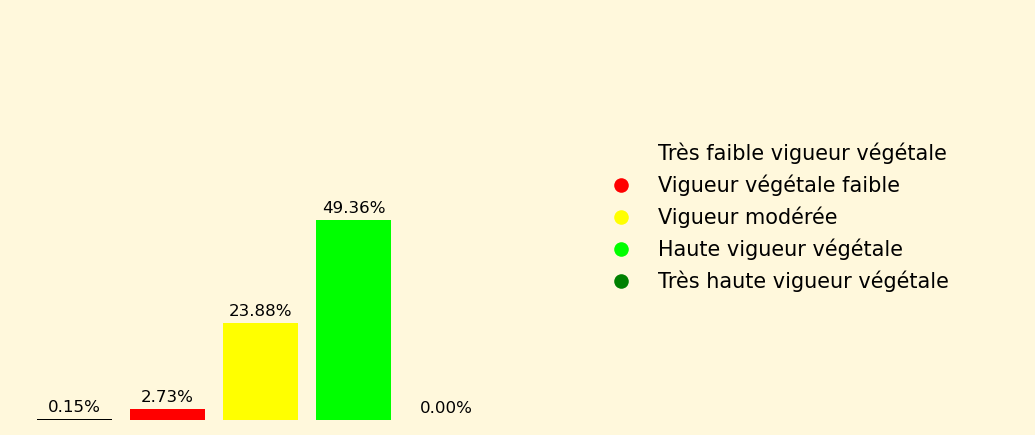 0.15%
2.73%
23.88%
49.36%
0.00%
Très faible vigueur végétale
Vigueur végétale faible
Vigueur modérée
Haute vigueur végétale
Très haute vigueur végétale